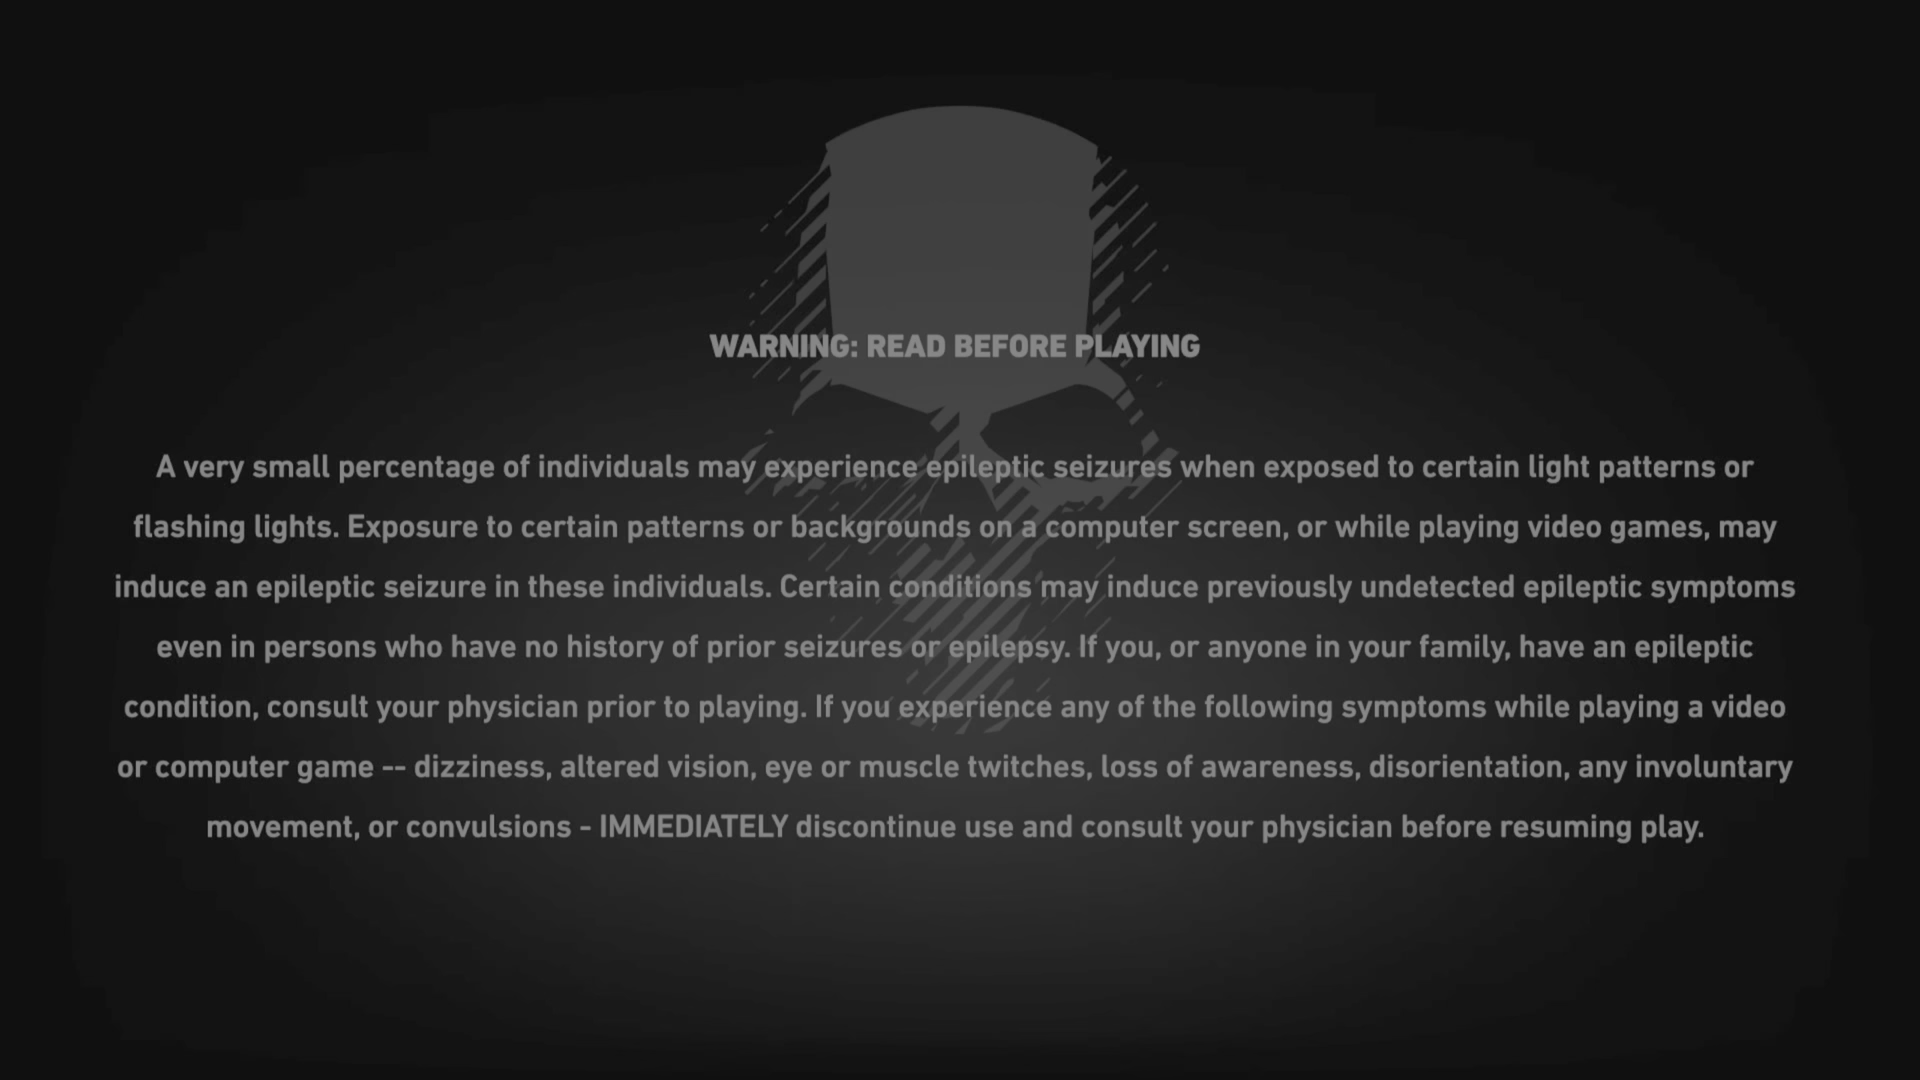 WARNING: READ BEFORE PLAYING
A very small percentage of individuals may experience epileptic seizures when exposed to certain light patterns or
flashing lights. Exposure to certain patterns or backgrounds on a computer screen, or while playing video games, may
induce an epileptic seizure in these individuals. Certain conditions may induce previously undetected epileptic symptoms
even in persons who have no history of prior seizures or epilepsy. If you, or anyone in your family, have an epileptic
condition, consult your physician prior to playing. If you experience any of the following symptoms while playing a video
or computer game -- dizziness, altered vision, eye or muscle twitches, loss of awareness, disorientation, any involuntary
movement, or convulsions - IMMEDIATELY discontinue use and consult your physician before resuming play.